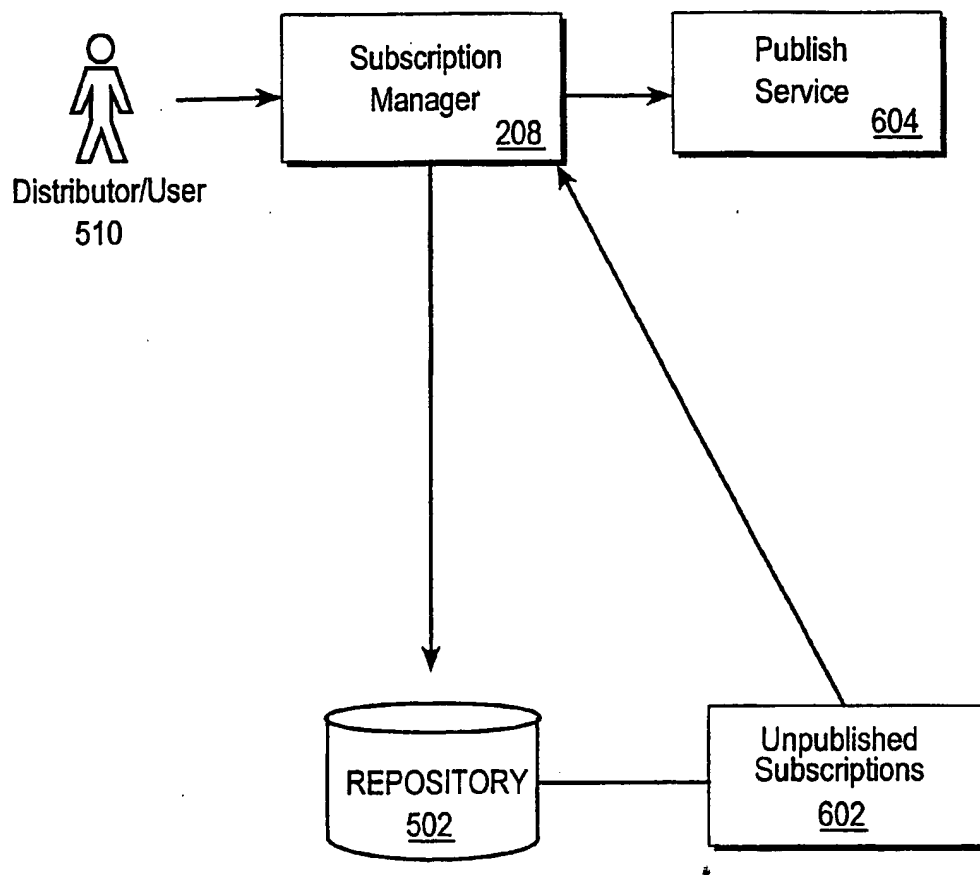 Subscription
Manager
208
Publish
Service
604
Distributor/User
510
REPOSITORY
502
Unpublished
Subscriptions
602